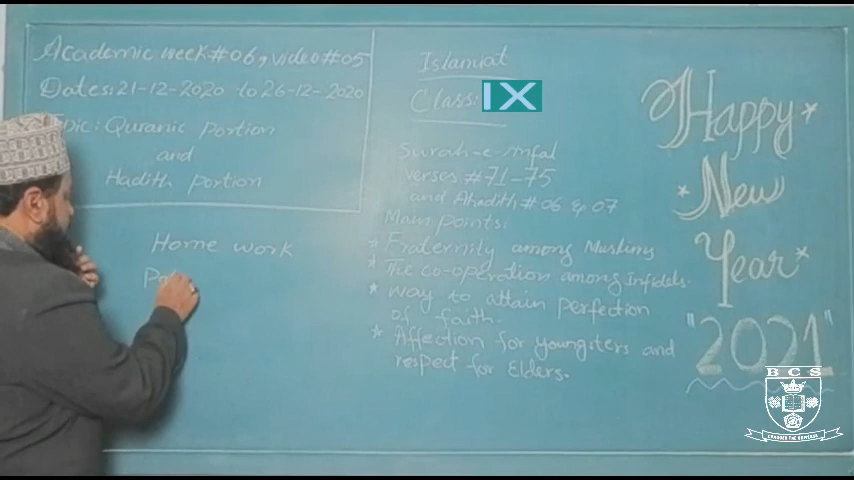 Academic week#06, video#05
Dates:21-12-2020 to 26-12-2020
Topic: Quranic portion
and
Hadith portion
Home work
Islamiat
Class: IX
Surah-e-Anfal
verses #71-75
and Ahadith #06 & 07
Main points:
* Fraternity among Muslims
* The co-operation among Infidels.
* Way to attain perfection
of faith.
* Affection for youngsters and
respect for Elders.
Happy
New
Year
"2021"
BCS